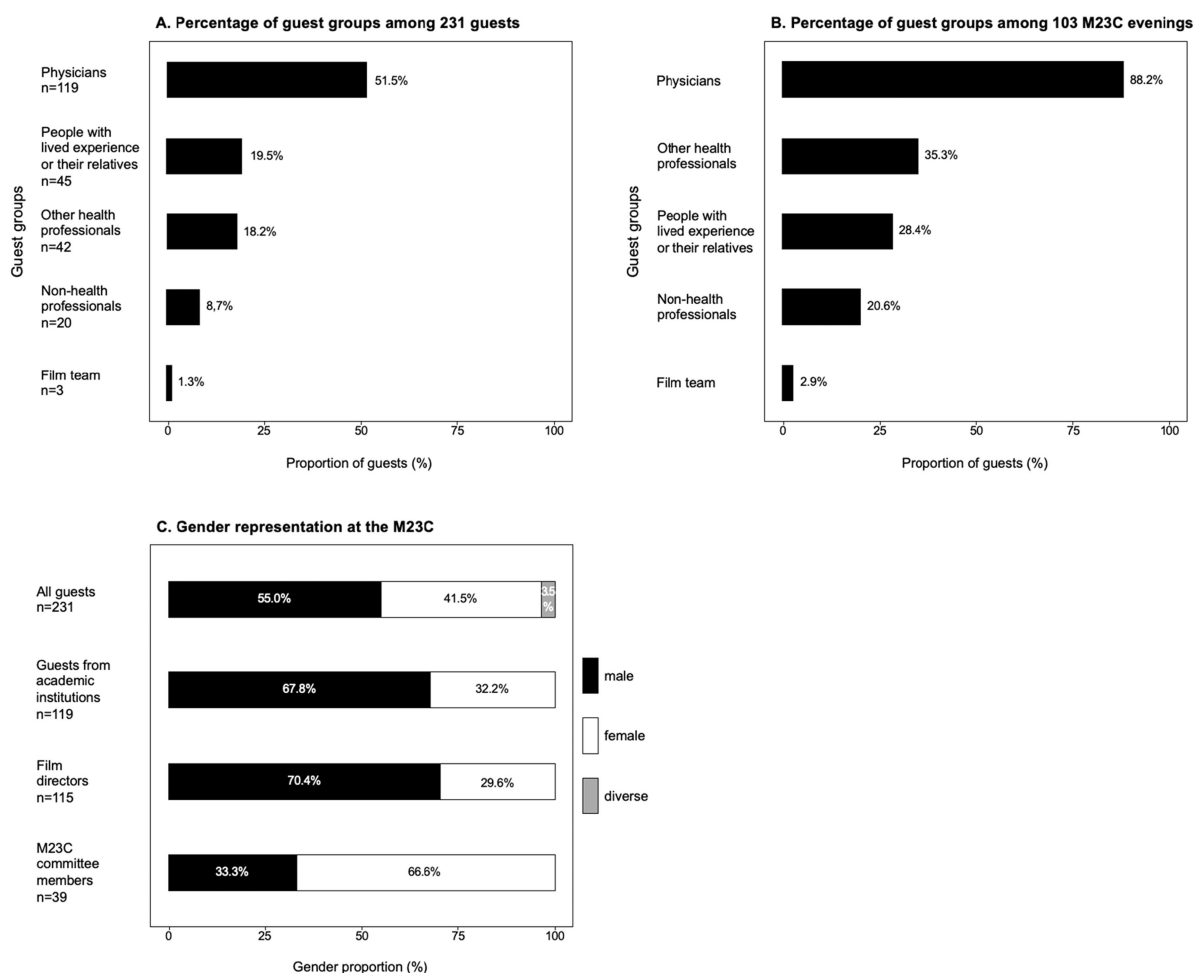 A. Percentage of guest groups among 231 guests
Guest groups
Physicians
n=119
51.5%
People with
lived experience
or their relatives
n=45
19.5%
Other health
professionals
n=42
18.2%
Non-health
professionals
n=20
8,7%
Film team
n=3
1.3%
0 25 50 75 100
Proportion of guests (%)
B. Percentage of guest groups among 103 M23C evenings
Guest groups
Physicians
88.2%
Other health
professionals
35.3%
People with
lived experience
or their relatives
28.4%
Non-health
professionals
20.6%
Film team
2.9%
0 25 50 75 100
Proportion of guests (%)
C. Gender representation at the M23C
All guests
n=231
55.0% 41.5% 3.5
%
Guests from
academic
institutions
n=119
67.8% 32.2%
Film
directors
n=115
70.4% 29.6%
M23C
committee
members
n=39
33.3% 66.6%
0 25 50 75 100
Gender proportion (%)
male
female
diverse